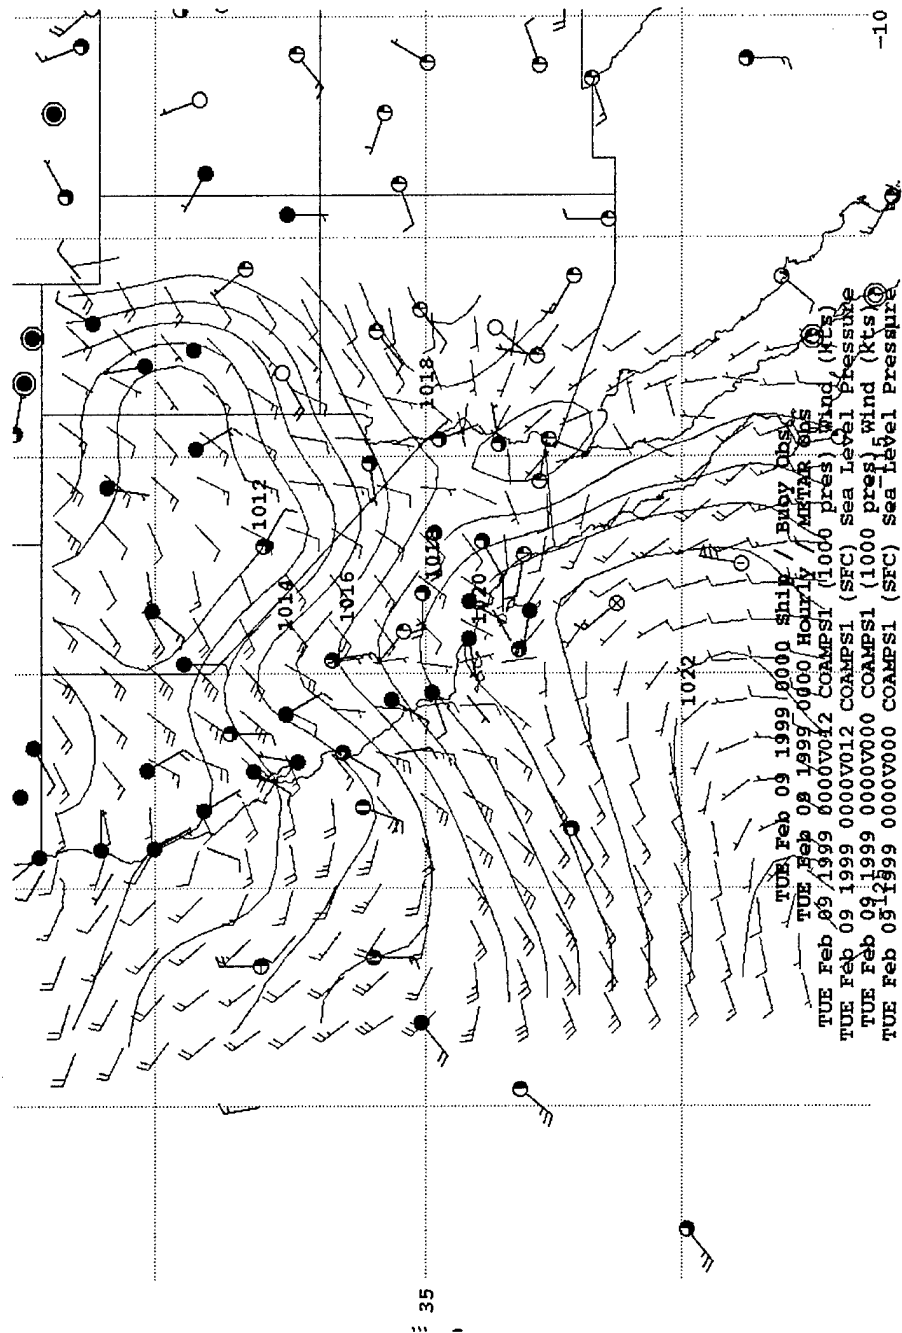 -10
35
1012
1014
1016
1018
1018
1020
1022
TUE Feb 09 1999 0000 Ship / Buoy Obs
TUE Feb 09 1999 0000 Hourly / METAR Obs
TUE Feb 09 1999 0000V012 COAMPS1 (1000 pres) Wind (kts)
TUE Feb 09 1999 0000V012 COAMPS1 (SFC) Sea Level Pressure
TUE Feb 09 1999 0000V000 COAMPS1 (1000 pres) Wind (kts)
TUE Feb 09 1999 0000V000 COAMPS1 (SFC) Sea Level Pressure